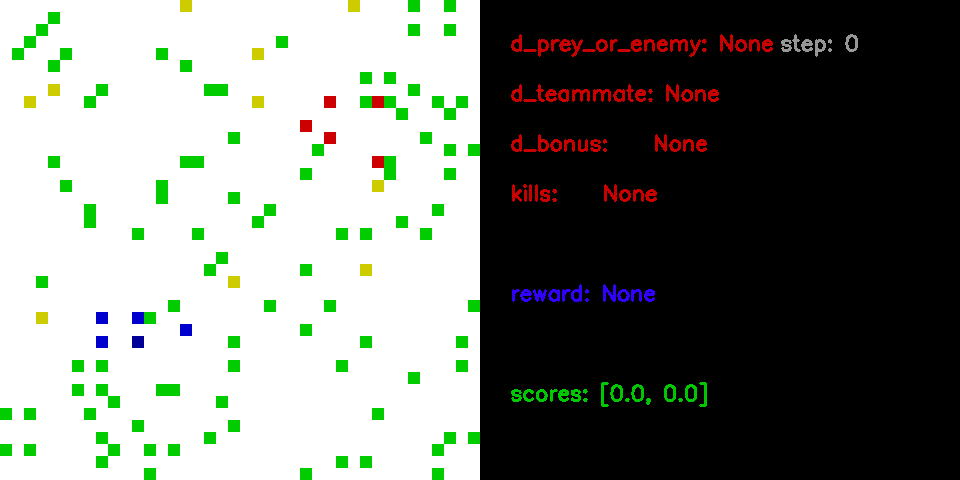 d_prey_or_enemy: None step: 0
d_teammate: None
d_bonus: None
kills: None
reward: None
scores: [0.0, 0.0]